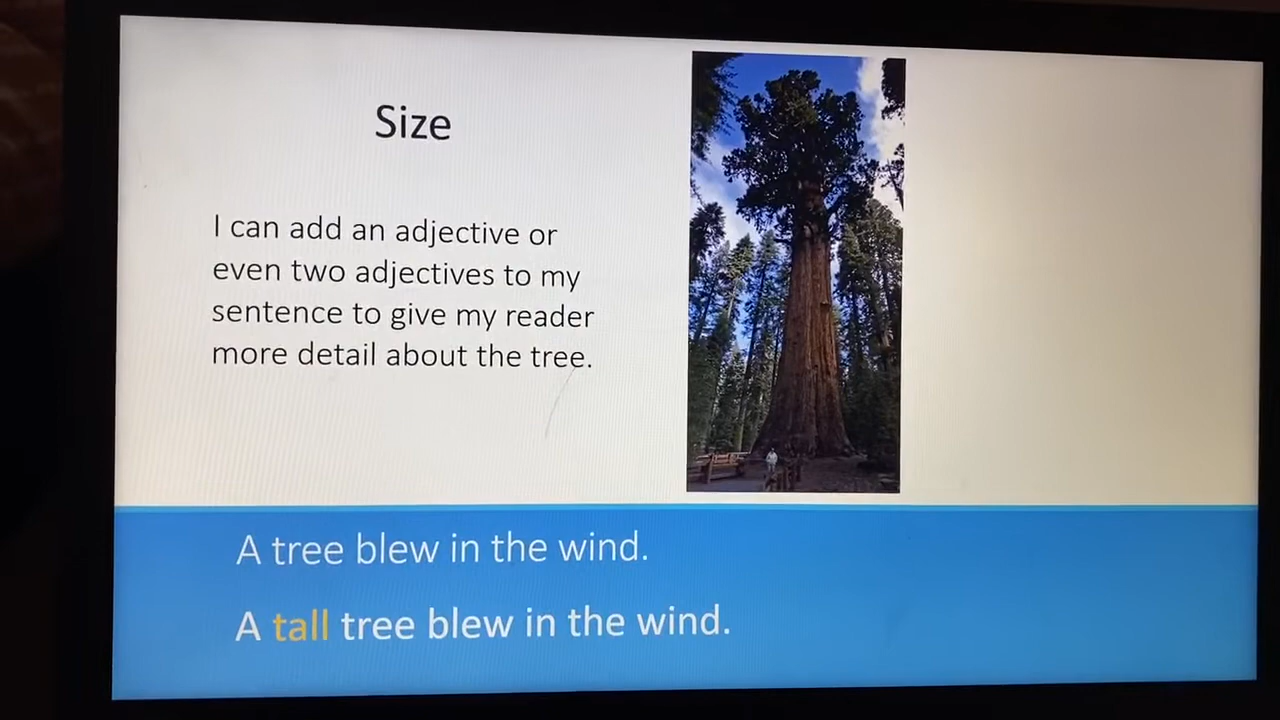 Size
I can add an adjective or
even two adjectives to my
sentence to give my reader
more detail about the tree.
A tree blew in the wind.
A tall tree blew in the wind.